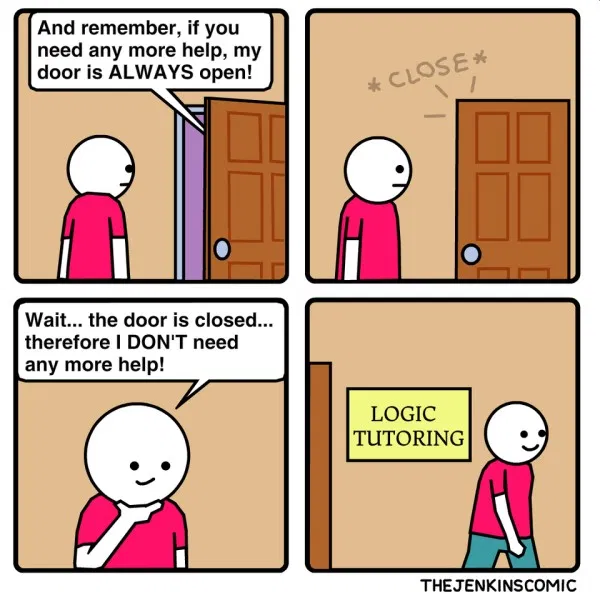 And remember, if you
need any more help, my
door is ALWAYS open!
*CLOSE*
Wait... the door is closed...
therefore I DON'T need
any more help!
LOGIC
TUTORING
THEJENKINSCOMIC